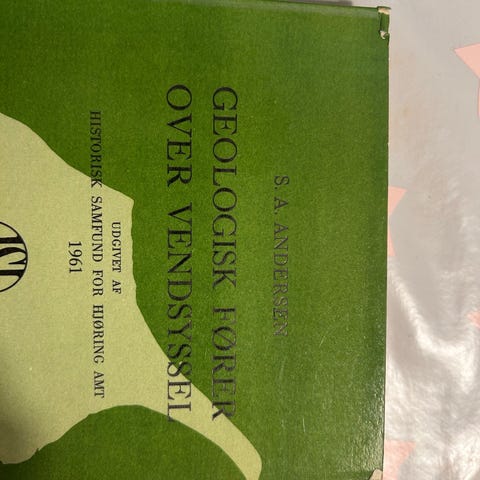 S. A. ANDERSEN
GEOLOGISK FØRER
OVER VENDSYSSEL
UDGIVET AF
HISTORISK SAMFUND FOR HJØRING AMT
1961